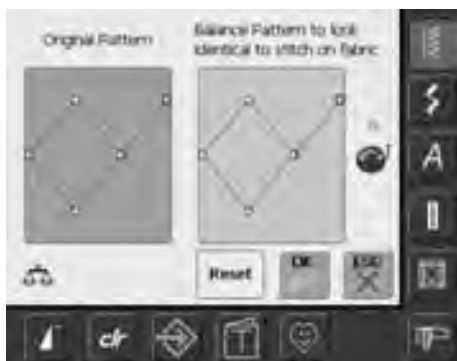 Original Pattern
Balance Pattern to look
identical to stitch on fabric
Reset
OK
ESC
A
clr
T